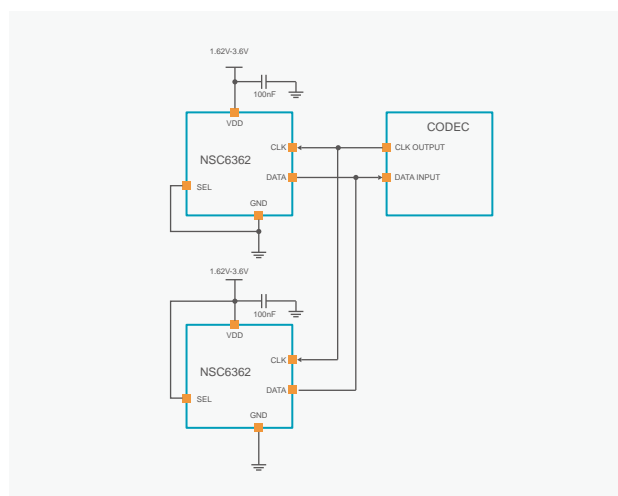 1.62V-3.6V
100nF
VDD
CODEC
CLK
CLK OUTPUT
NSC6362
DATA
DATA INPUT
SEL
GND
1.62V-3.6V
100nF
VDD
CLK
NSC6362
DATA
SEL
GND